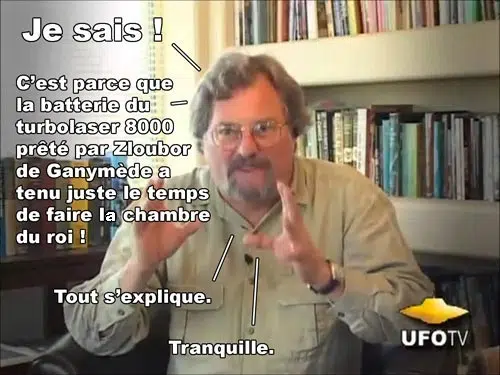 Je sais !
C'est parce que
la batterie du
turbolaser 8000
prêté par Zloubor
de Ganymède a
tenu juste le temps
de faire la chambre
du roi !
Tout s'explique.
Tranquille.
UFOTV